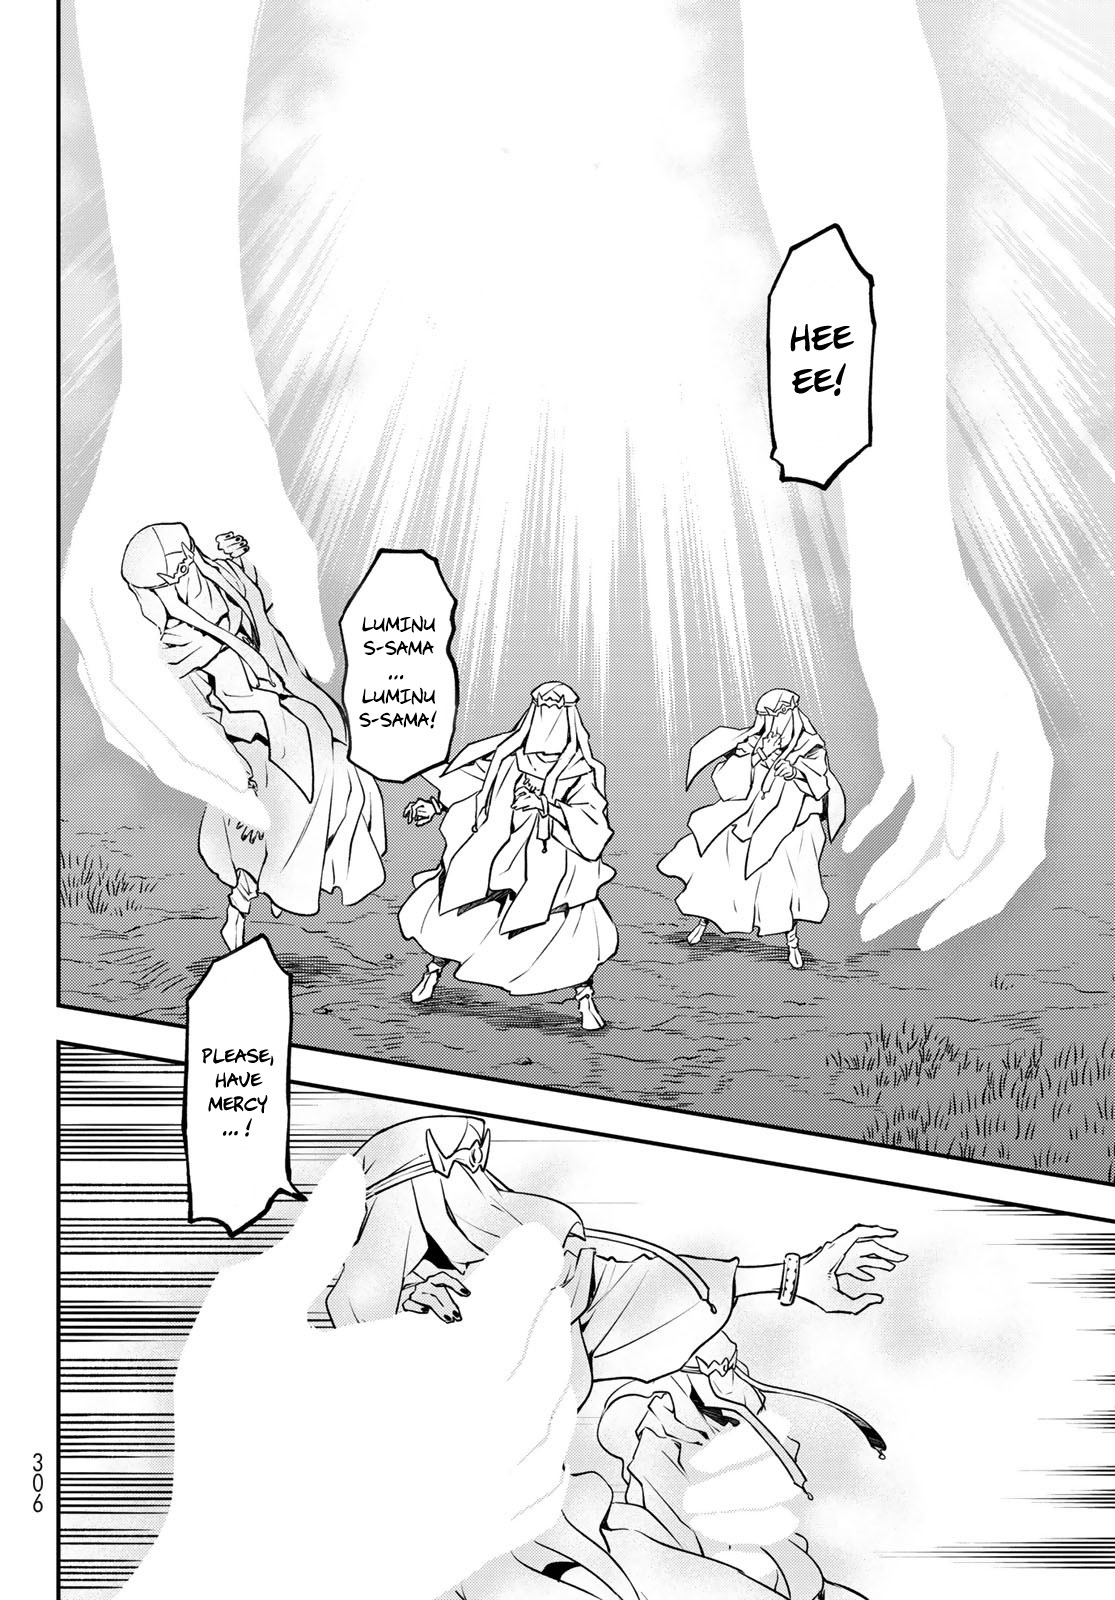 HEE
EE!
LUMINU
S-SAMA
...
LUMINU
S-SAMA!
PLEASE,
HAVE
MERCY
...!
306